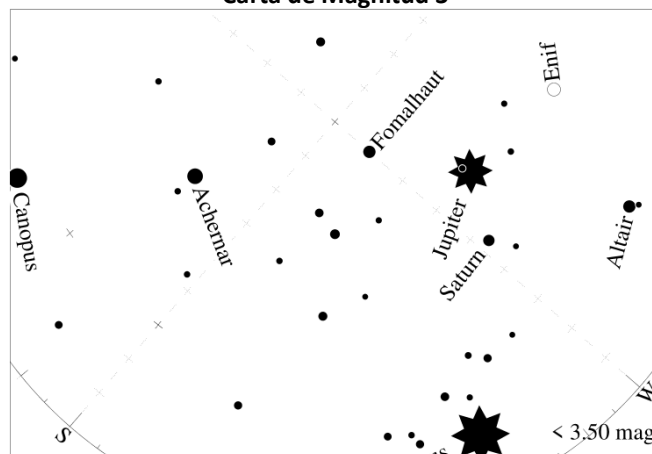 Carta de Magnitud 3
Enif
Fomalhaut
Canopus
Achernar
Jupiter
Altair
Saturn
W
S
< 3.50 mag